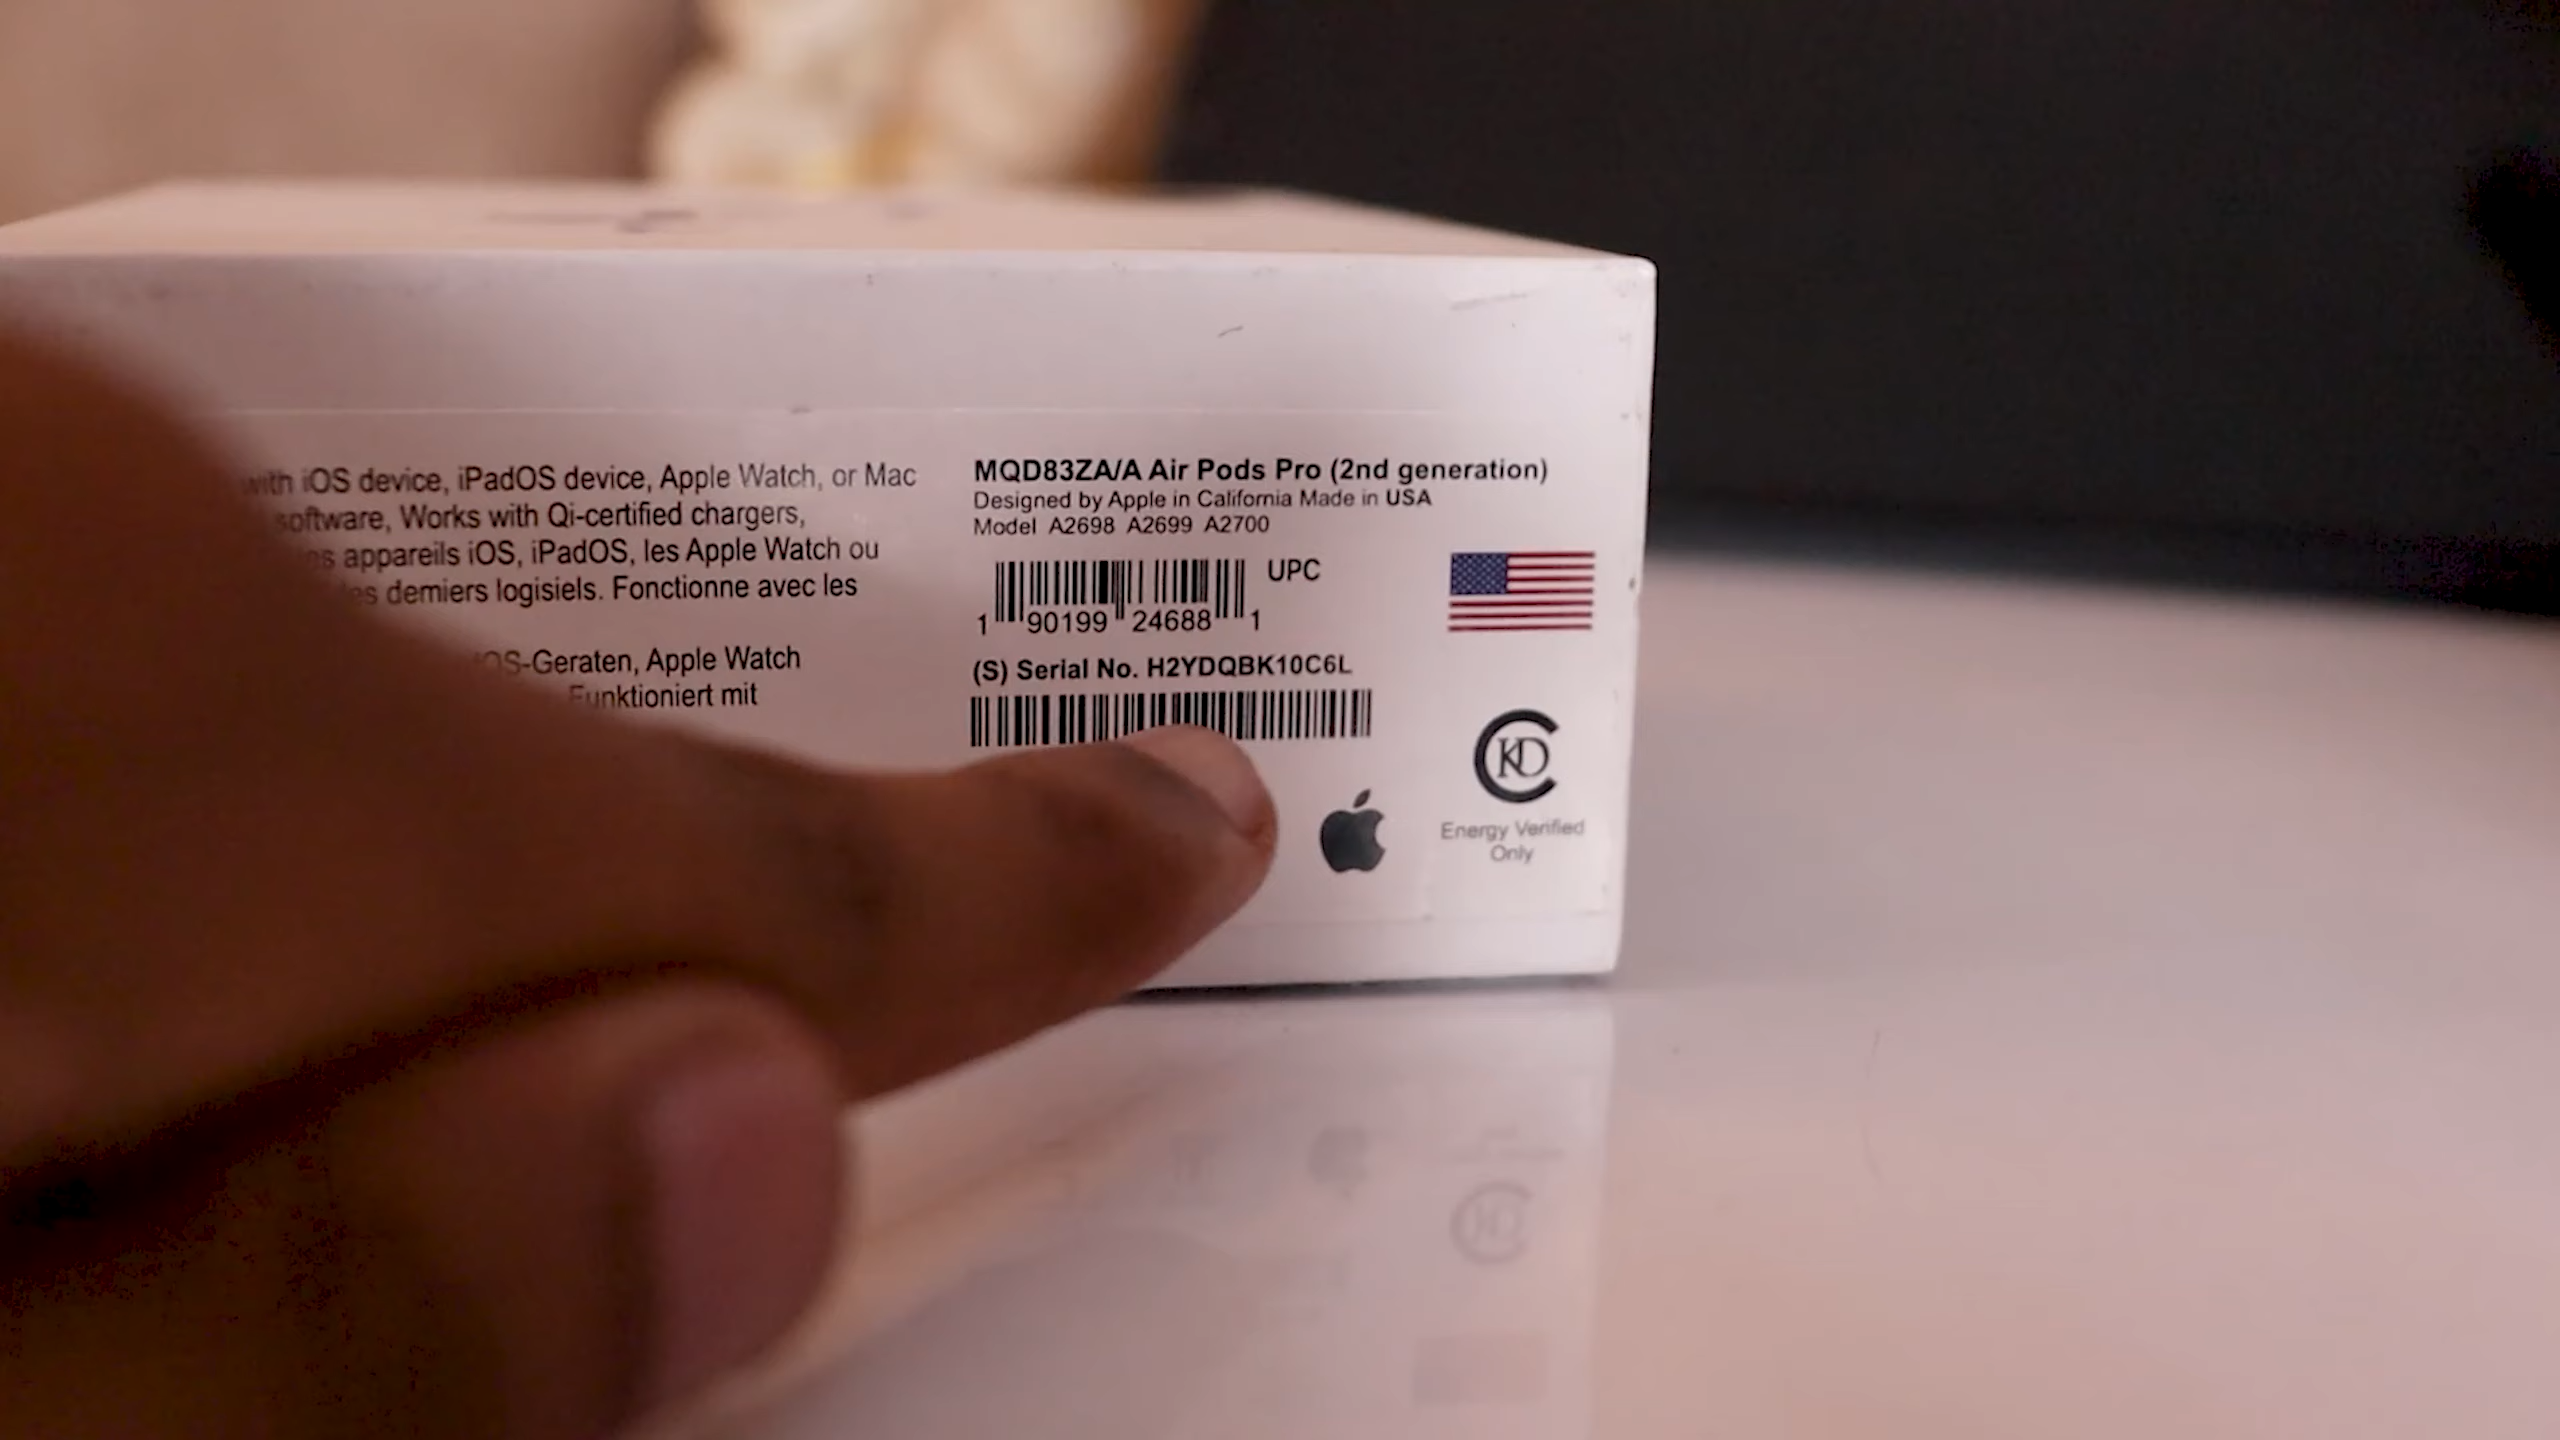 with iOS device, iPadOS device, Apple Watch, or Mac
software, Works with Qi-certified chargers,
appareils iOS, iPadOS, les Apple Watch ou
demiers logisiels. Fonctionne avec les
OS-Geraten, Apple Watch
Funktioniert mit
MQD83ZA/A Air Pods Pro (2nd generation)
Designed by Apple in California Made in USA
Model A2698 A2699 A2700
UPC
1 90199 24688 1
(S) Serial No. H2YDQBK10C6L
CKD
Energy Verified
Only